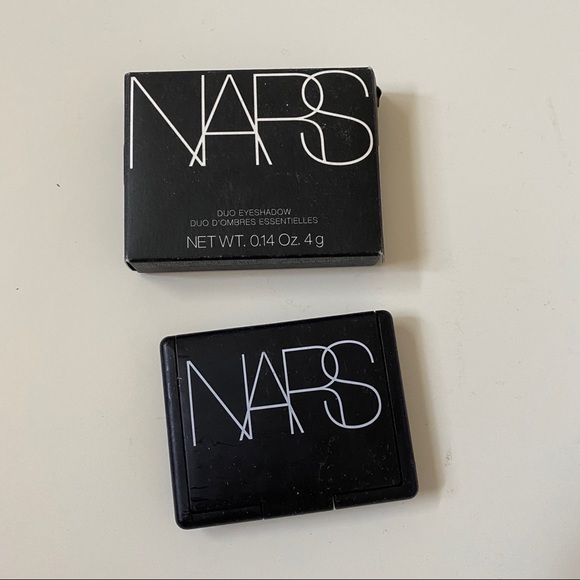 NARS
DUO EYESHADOW
DUO D'OMBRES ESSENTIELLES
NET WT. 0.14 Oz. 4 g
NARS